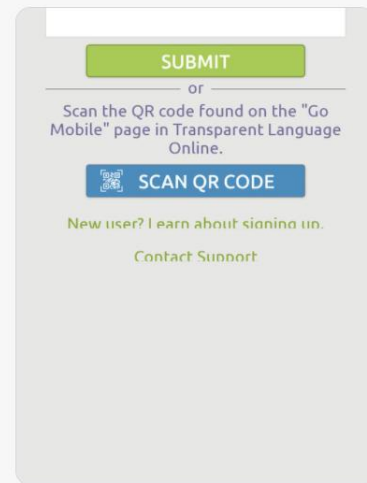 SUBMIT
or
Scan the QR code found on the "Go
Mobile" page in Transparent Language
Online.
SCAN QR CODE
New user? Learn about signing up.
Contact Support